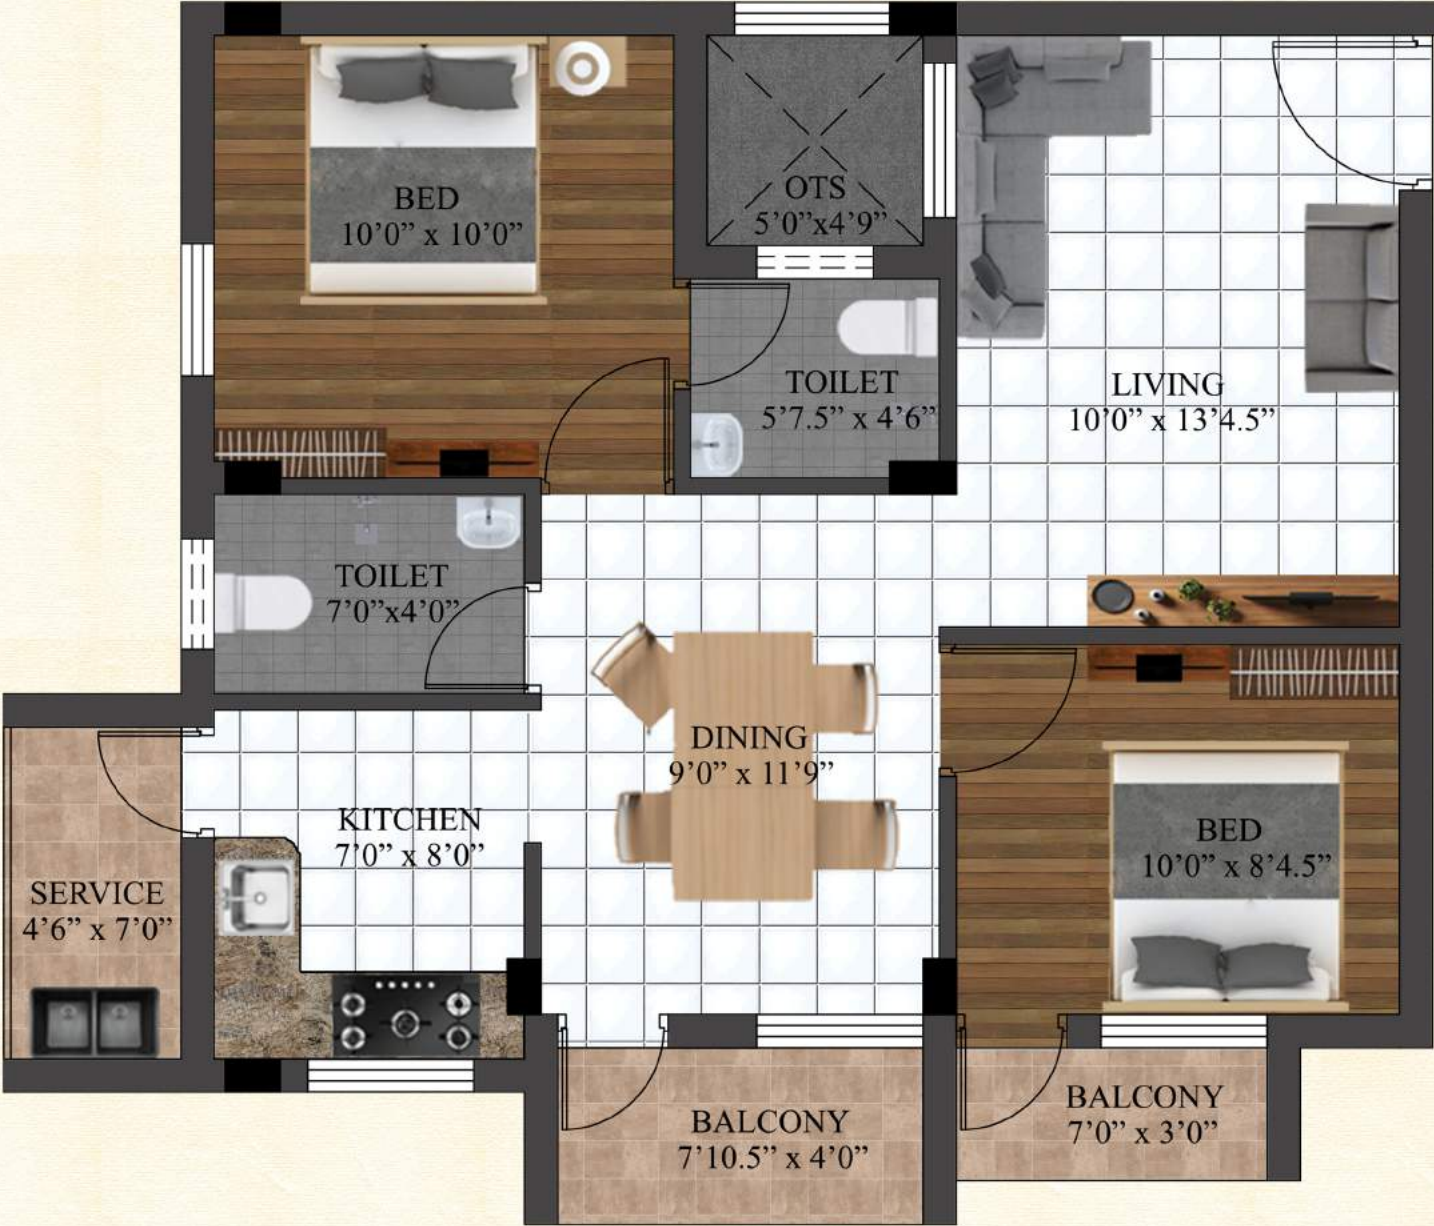 BED
10’0” x 10’0”
OTS
5’0”x4’9”
TOILET
5’7.5” x 4’6”
LIVING
10’0” x 13’4.5”
TOILET
7’0”x4’0”
DINING
9’0” x 11’9”
KITCHEN
7’0” x 8’0”
BED
10’0” x 8’4.5”
SERVICE
4’6” x 7’0”
BALCONY
7’10.5” x 4’0”
BALCONY
7’0” x 3’0”